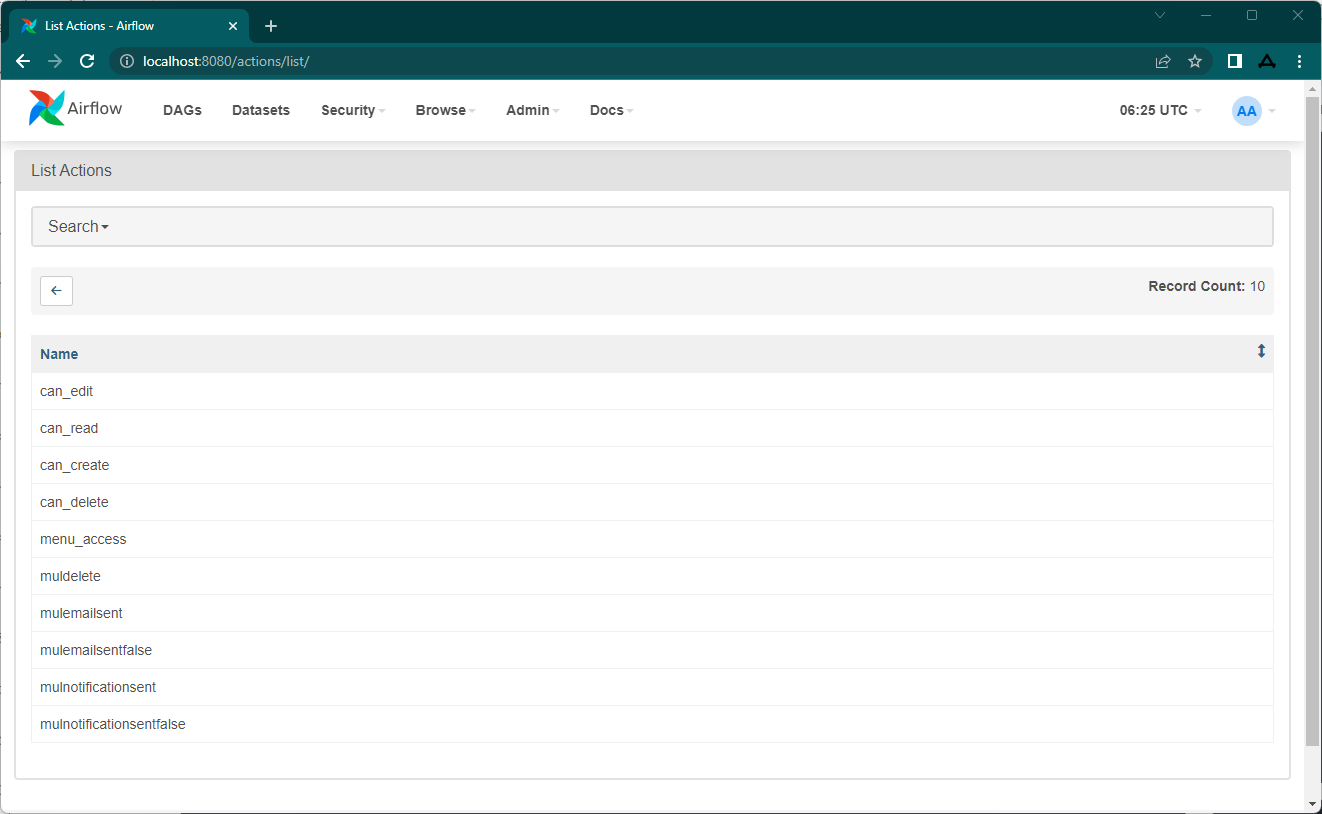 List Actions - Airflow
localhost:8080/actions/list/
Airflow DAGs Datasets Security Browse Admin Docs 06:25 UTC AA
List Actions
Search
Record Count: 10
Name
can_edit
can_read
can_create
can_delete
menu_access
muldelete
mulemailsent
mulemailsentfalse
mulnotificationsent
mulnotificationsentfalse